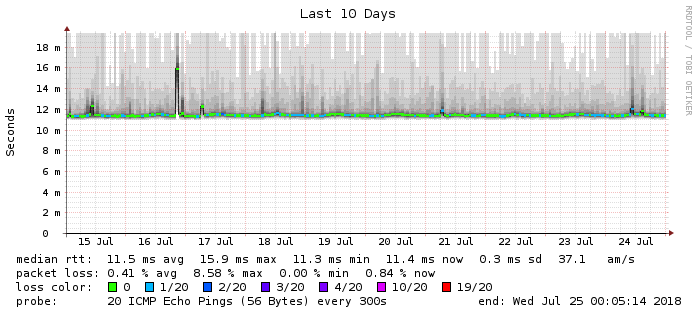 Last 10 Days
RRDTOOL / TOBI OETIKER
Seconds
18 m
16 m
14 m
12 m
10 m
8 m
6 m
4 m
2 m
0
15 Jul 16 Jul 17 Jul 18 Jul 19 Jul 20 Jul 21 Jul 22 Jul 23 Jul 24 Jul
median rtt: 11.5 ms avg 15.9 ms max 11.3 ms min 11.4 ms now 0.3 ms sd 37.1 am/s
packet loss: 0.41 % avg 8.58 % max 0.00 % min 0.84 % now
loss color: 0 1/20 2/20 3/20 4/20 10/20 19/20
probe: 20 ICMP Echo Pings (56 Bytes) every 300s end: Wed Jul 25 00:05:14 2018